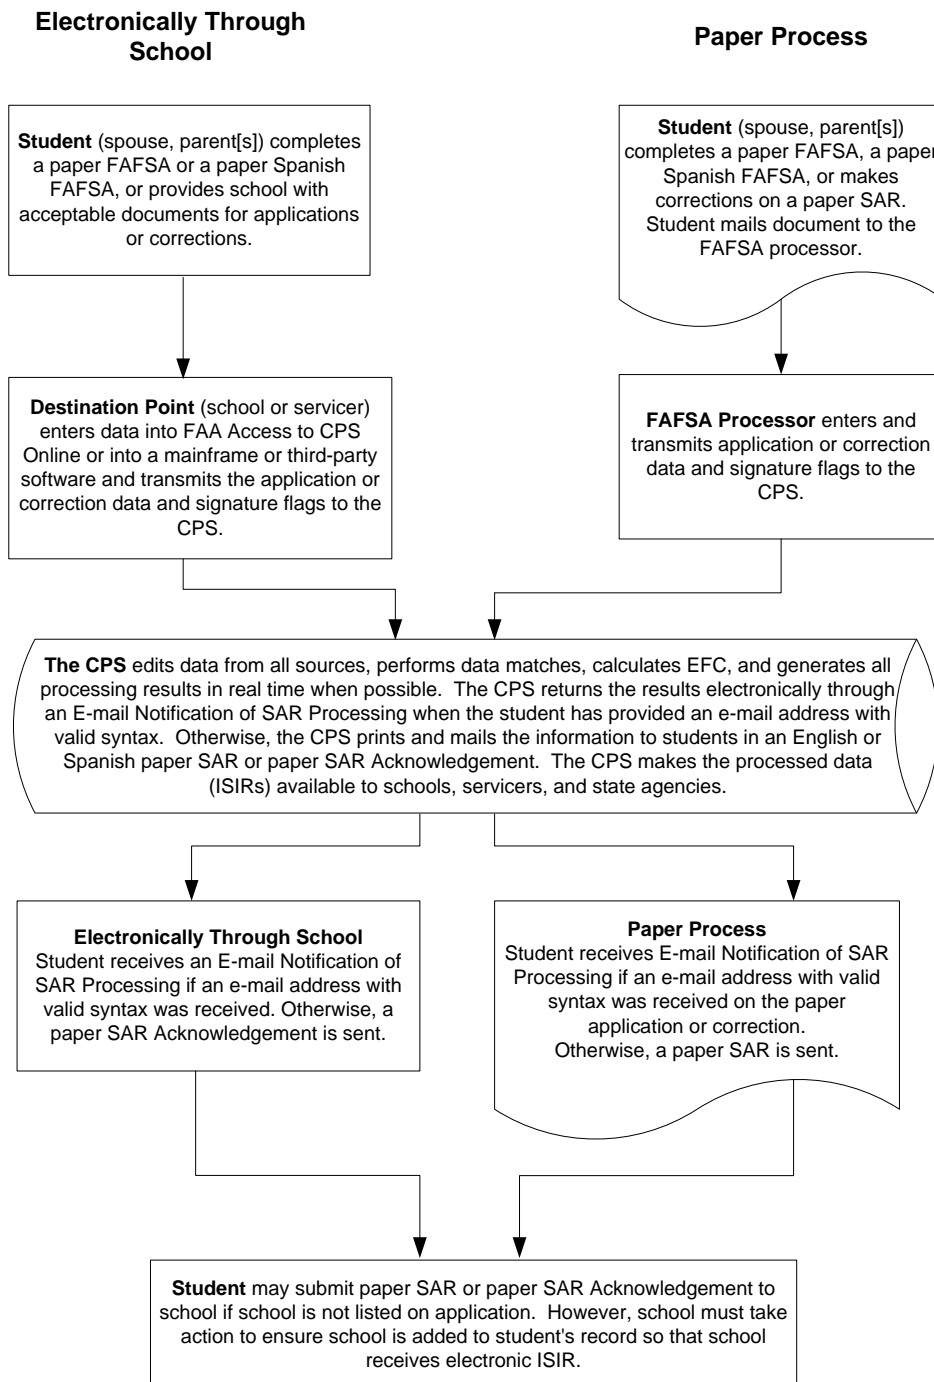 Electronically Through
School
Paper Process
Student (spouse, parent[s]) completes
a paper FAFSA or a paper Spanish
FAFSA, or provides school with
acceptable documents for applications
or corrections.
Student (spouse, parent[s])
completes a paper FAFSA, a paper
Spanish FAFSA, or makes
corrections on a paper SAR.
Student mails document to the
FAFSA processor.
Destination Point (school or servicer)
enters data into FAA Access to CPS
Online or into a mainframe or third-party
software and transmits the application or
correction data and signature flags to the
CPS.
FAFSA Processor enters and
transmits application or correction
data and signature flags to the
CPS.
The CPS edits data from all sources, performs data matches, calculates EFC, and generates all
processing results in real time when possible.  The CPS returns the results electronically through
an E-mail Notification of SAR Processing when the student has provided an e-mail address with
valid syntax.  Otherwise, the CPS prints and mails the information to students in an English or
Spanish paper SAR or paper SAR Acknowledgement.  The CPS makes the processed data
(ISIRs) available to schools, servicers, and state agencies.
Electronically Through School
Student receives an E-mail Notification of
SAR Processing if an e-mail address with
valid syntax was received. Otherwise, a
paper SAR Acknowledgement is sent.
Paper Process
Student receives E-mail Notification of SAR
Processing if an e-mail address with valid
syntax was received on the paper
application or correction.
Otherwise, a paper SAR is sent.
Student may submit paper SAR or paper SAR Acknowledgement to
school if school is not listed on application.  However, school must take
action to ensure school is added to student's record so that school
receives electronic ISIR.